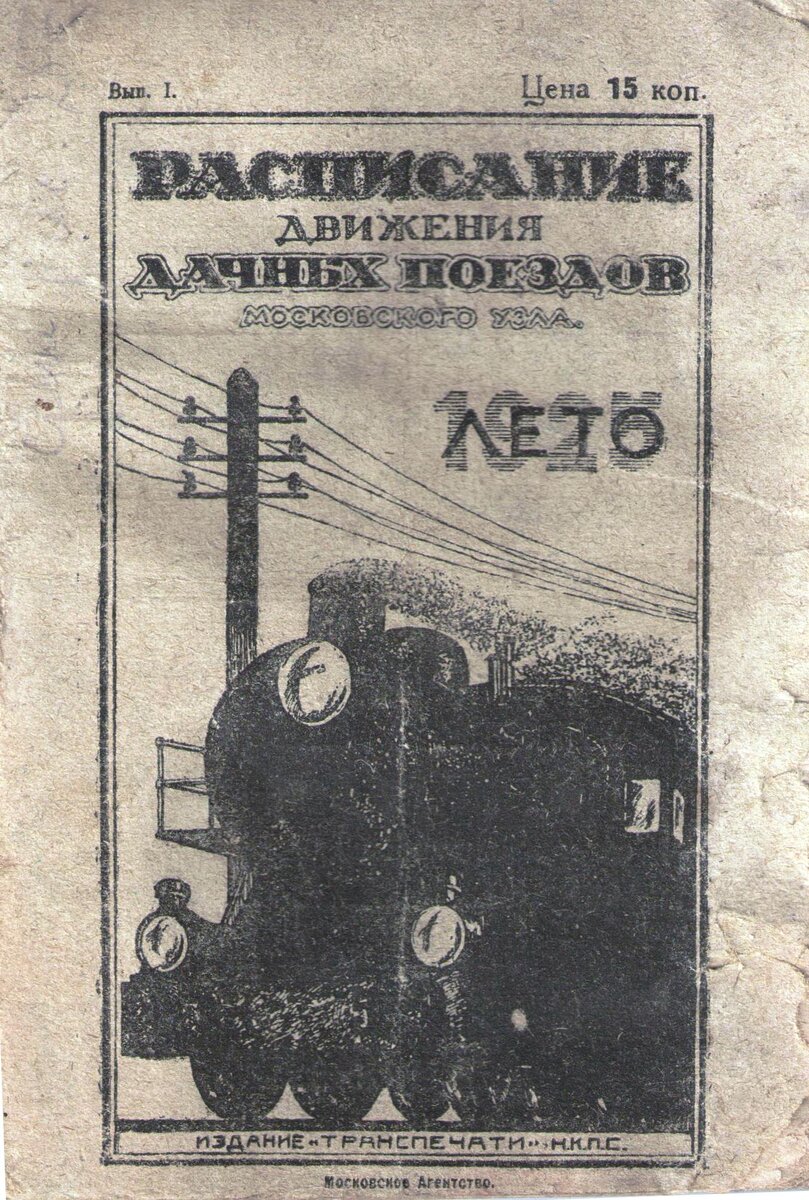 Вып. I.
Цена 15 коп.
РАСПИСАНИЕ
ДВИЖЕНИЯ
ДАЧНЫХ ПОЕЗДОВ
МОСКОВСКОГО УЗЛА.
1925
ЛЕТО
ИЗДАНИЕ «ТРАНСПЕЧАТИ» Н.К.П.С.
Московское Агентство.